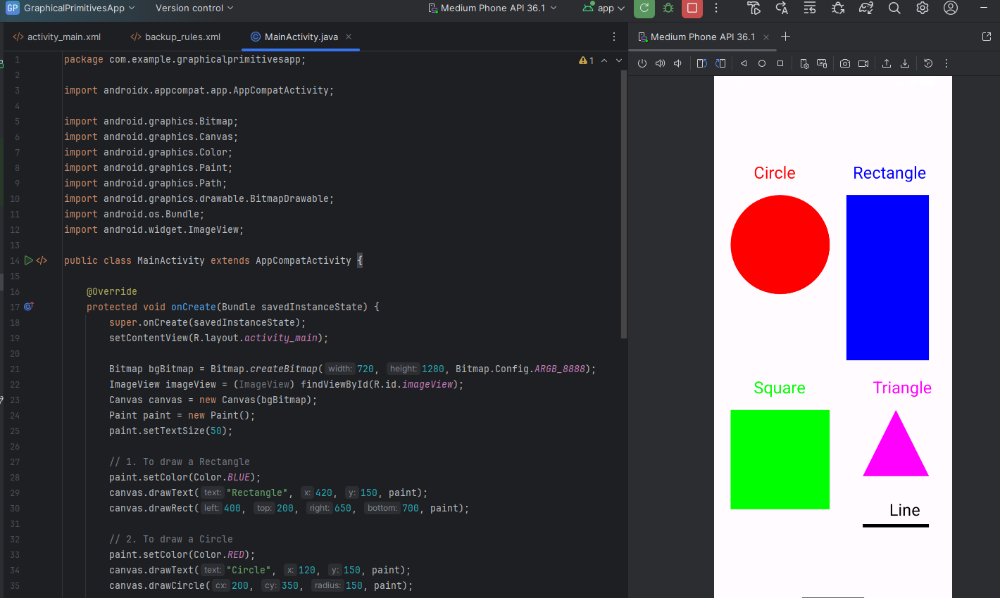 GP GraphicalPrimitivesApp Version control Medium Phone API 36.1 app
activity_main.xml backup_rules.xml MainActivity.java
Medium Phone API 36.1
1 package com.example.graphicalprimitivesapp; 1
2
3 import androidx.appcompat.app.AppCompatActivity;
4
5 import android.graphics.Bitmap;
6 import android.graphics.Canvas;
7 import android.graphics.Color;
8 import android.graphics.Paint;
9 import android.graphics.Path;
10 import android.graphics.drawable.BitmapDrawable;
11 import android.os.Bundle;
12 import android.widget.ImageView;
13
14 public class MainActivity extends AppCompatActivity {
15
16 @Override
17 protected void onCreate(Bundle savedInstanceState) {
18 super.onCreate(savedInstanceState);
19 setContentView(R.layout.activity_main);
20
21 Bitmap bgBitmap = Bitmap.createBitmap( width: 720, height: 1280, Bitmap.Config.ARGB_8888);
22 ImageView imageView = (ImageView) findViewById(R.id.imageView);
23 Canvas canvas = new Canvas(bgBitmap);
24 Paint paint = new Paint();
25 paint.setTextSize(50);
26
27 // 1. To draw a Rectangle
28 paint.setColor(Color.BLUE);
29 canvas.drawText( text: "Rectangle", x: 420, y: 150, paint);
30 canvas.drawRect( left: 400, top: 200, right: 650, bottom: 700, paint);
31
32 // 2. To draw a Circle
33 paint.setColor(Color.RED);
34 canvas.drawText( text: "Circle", x: 120, y: 150, paint);
35 canvas.drawCircle( cx: 200, cy: 350, radius: 150, paint);
Circle Rectangle
Square Triangle
Line